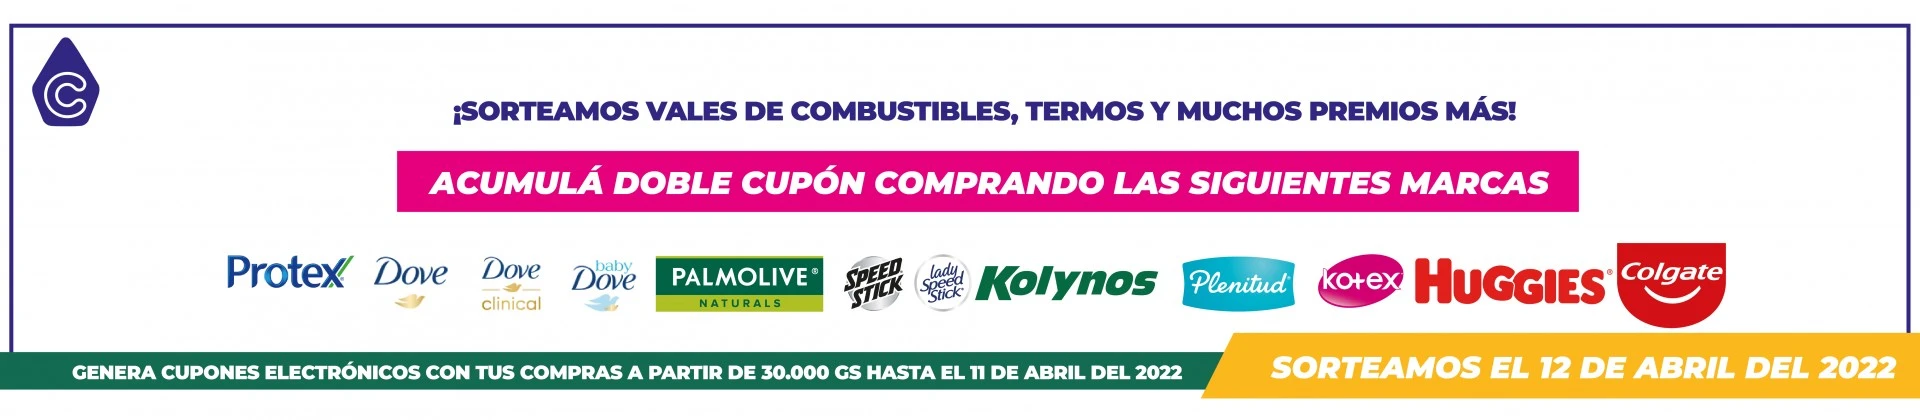 C
¡SORTEAMOS VALES DE COMBUSTIBLES, TERMOS Y MUCHOS PREMIOS MÁS!
ACUMULÁ DOBLE CUPÓN COMPRANDO LAS SIGUIENTES MARCAS
Protex
Dove
Dove
clinical
baby
Dove
PALMOLIVE®
NATURALS
SPEED
STICK
lady
Speed
Stick
Kolynos
Plenitud
kotex
HUGGIES®
Colgate
GENERA CUPONES ELECTRÓNICOS CON TUS COMPRAS A PARTIR DE 30.000 GS HASTA EL 11 DE ABRIL DEL 2022
SORTEAMOS EL 12 DE ABRIL DEL 2022